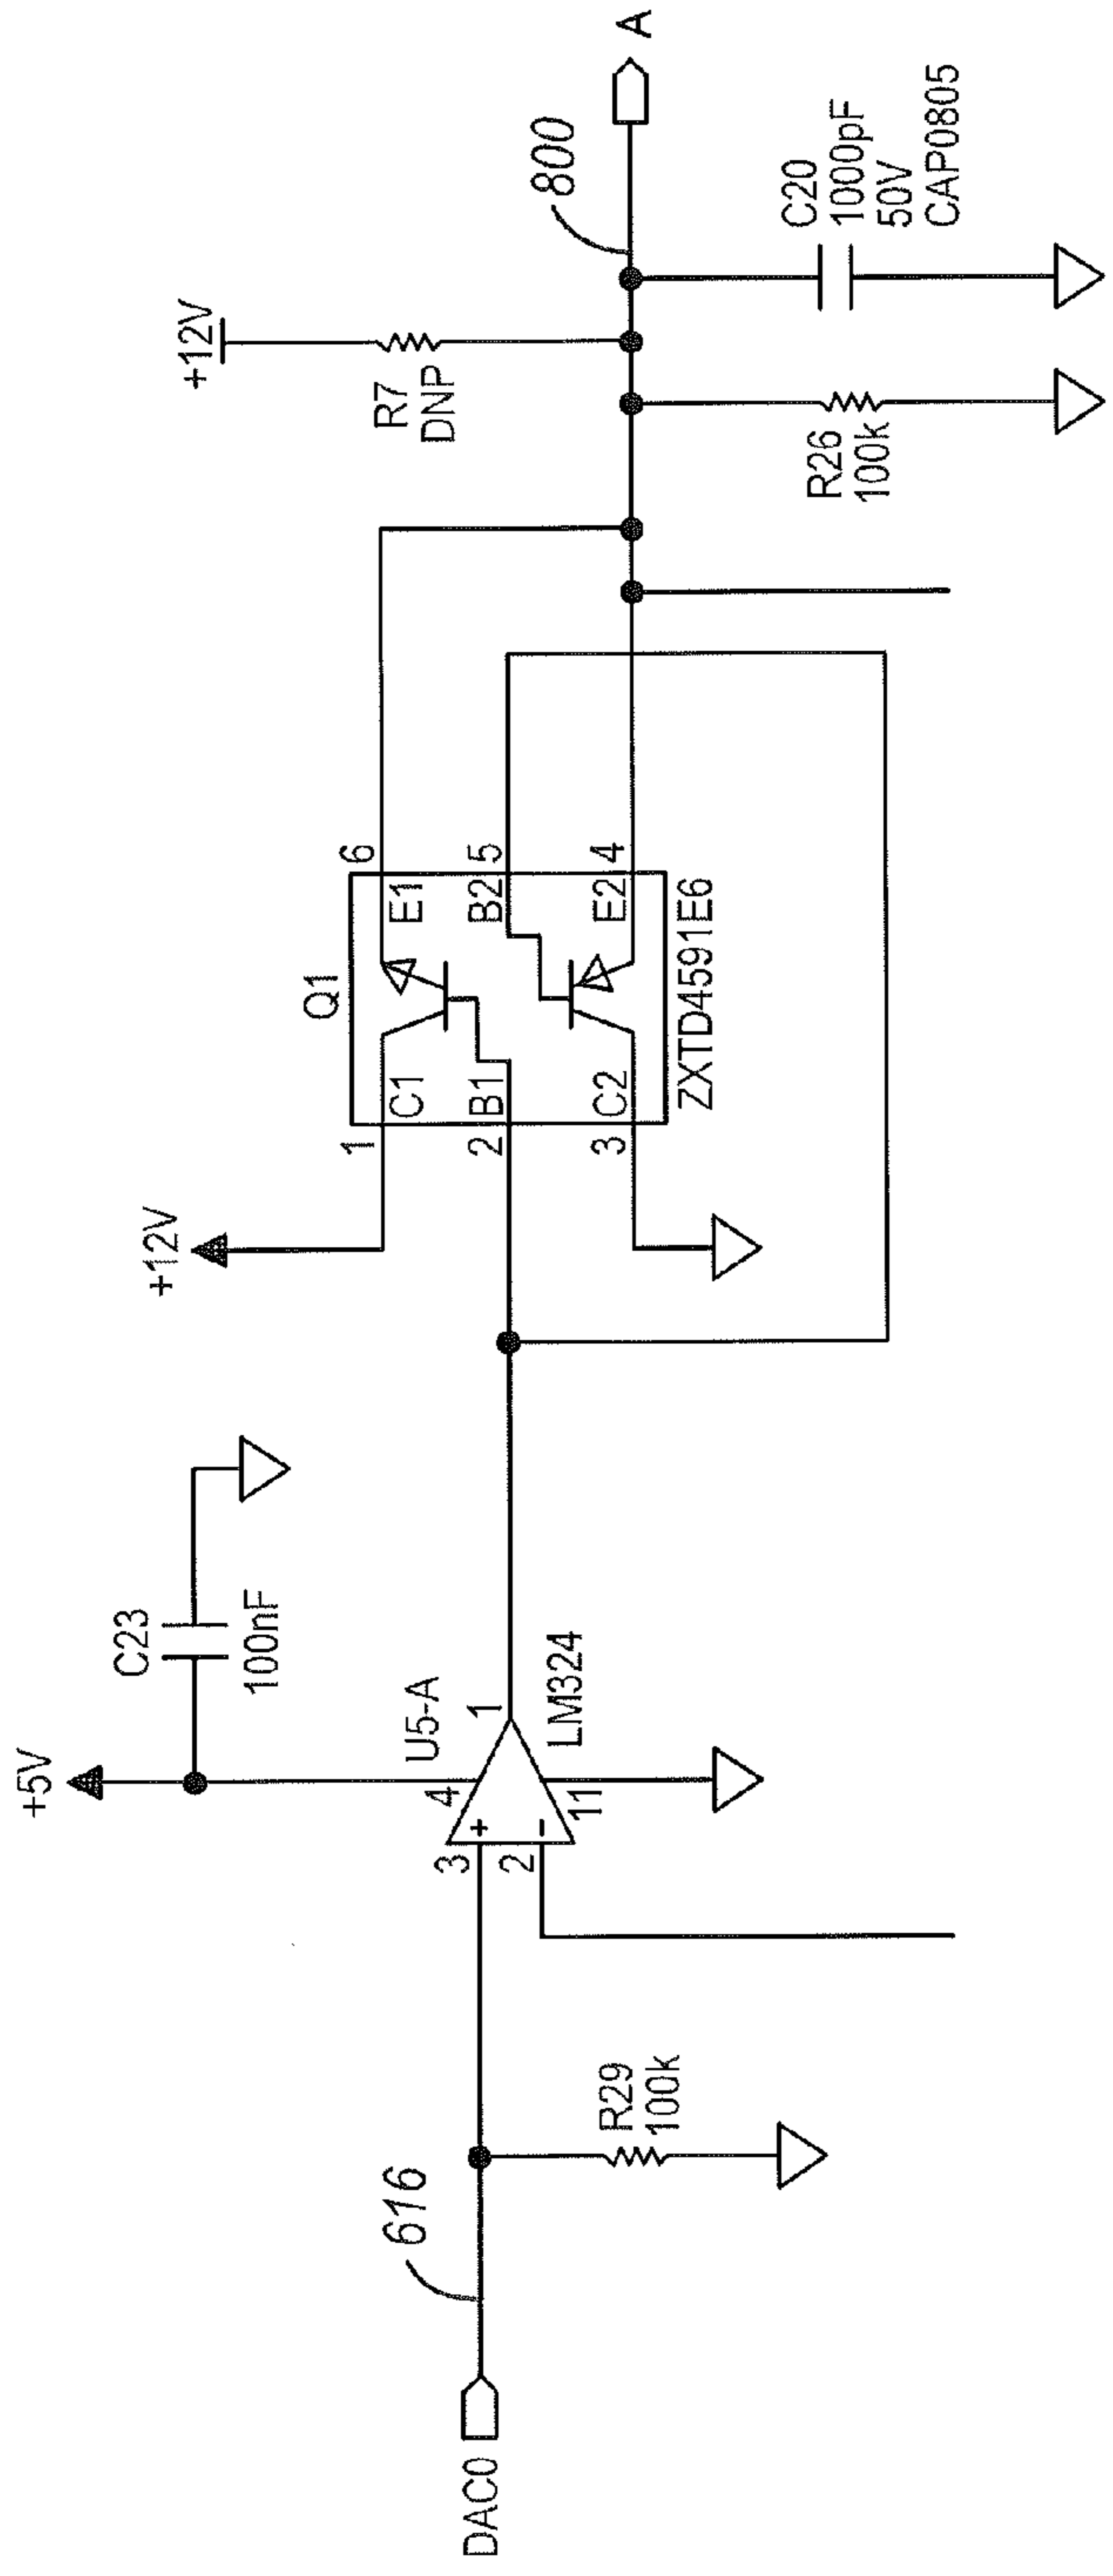 DAC0
616
R29
100k
3
+
2
-
4
11
U5-A
1
LM324
+5V
C23
100nF
+12V
1
2
3
C1
B1
C2
Q1
E1
B2
E2
6
5
4
ZXTD4591E6
+12V
R7
DNP
R26
100k
800
C20
1000pF
50V
CAP0805
A